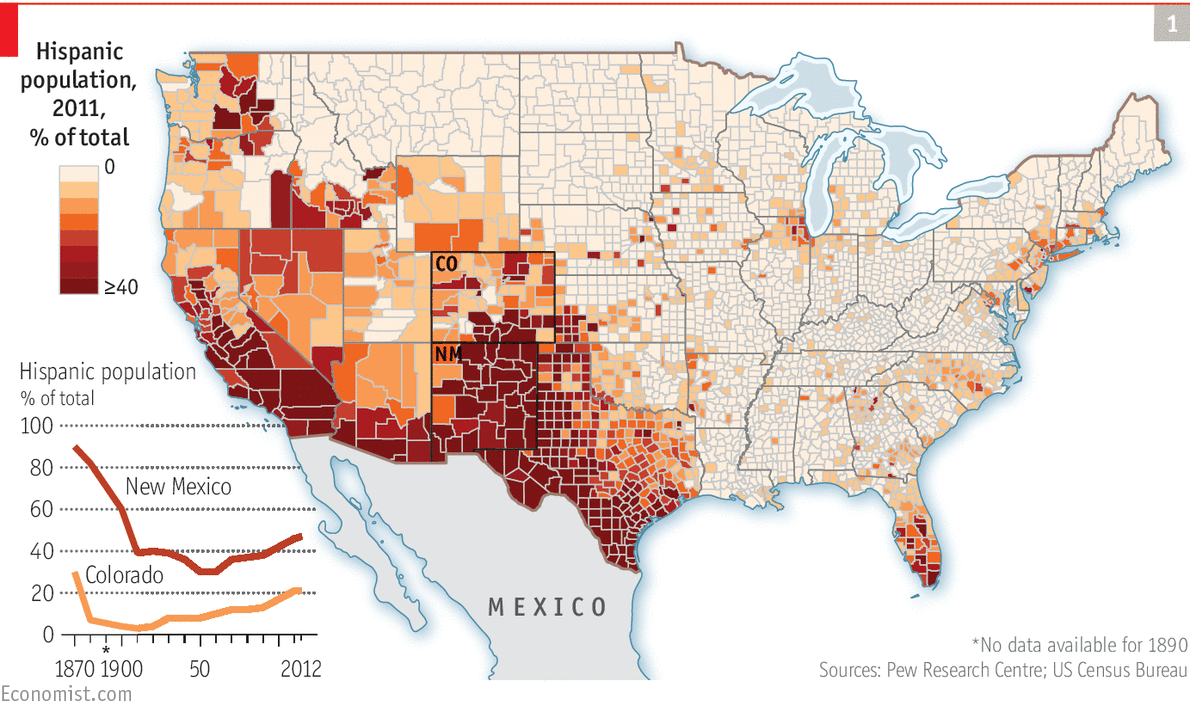 1
Hispanic
population,
2011,
% of total
0
≥40
CO
NM
Hispanic population
% of total
100
80
60
40
20
0
New Mexico
Colorado
*
1870 1900 50 2012
MEXICO
*No data available for 1890
Sources: Pew Research Centre; US Census Bureau
Economist.com